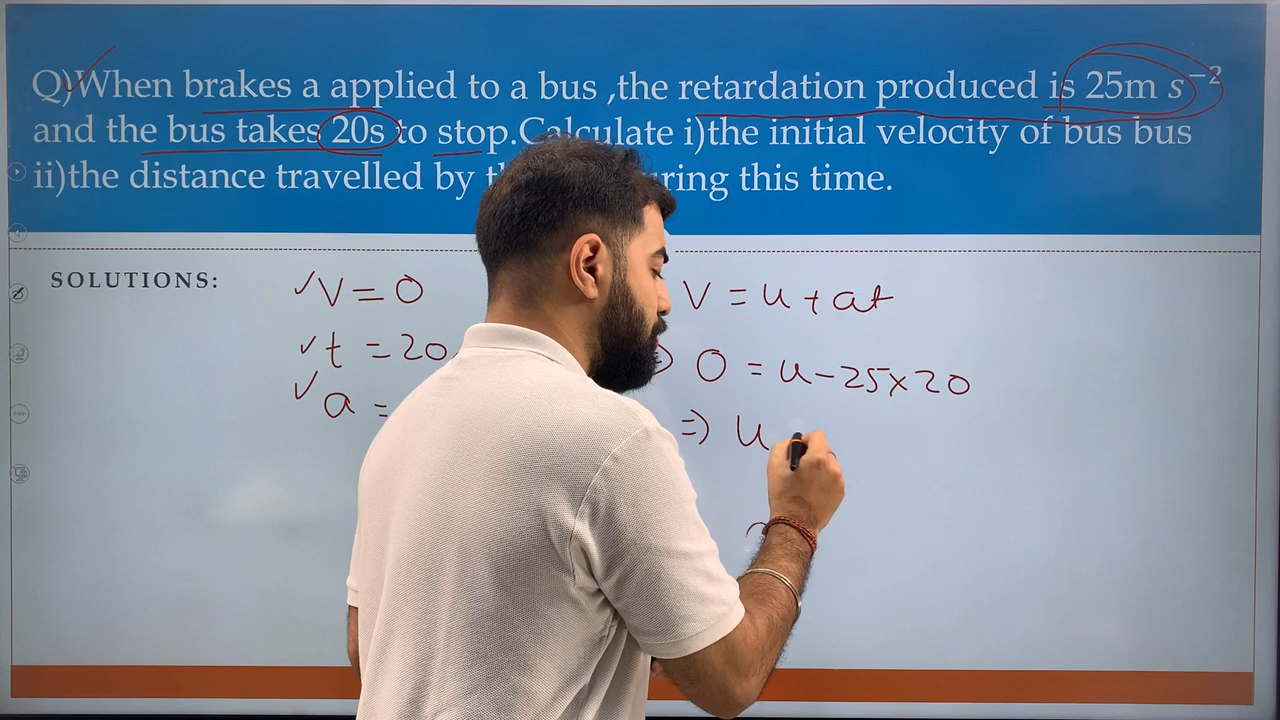 Q)When brakes a applied to a bus ,the retardation produced is 25m s⁻²
and the bus takes 20s to stop.Calculate i)the initial velocity of bus bus
ii)the distance travelled by during this time.
SOLUTIONS:
V = 0
t = 20
a =
V = u + at
⇒ 0 = u - 25 × 20
⇒ u